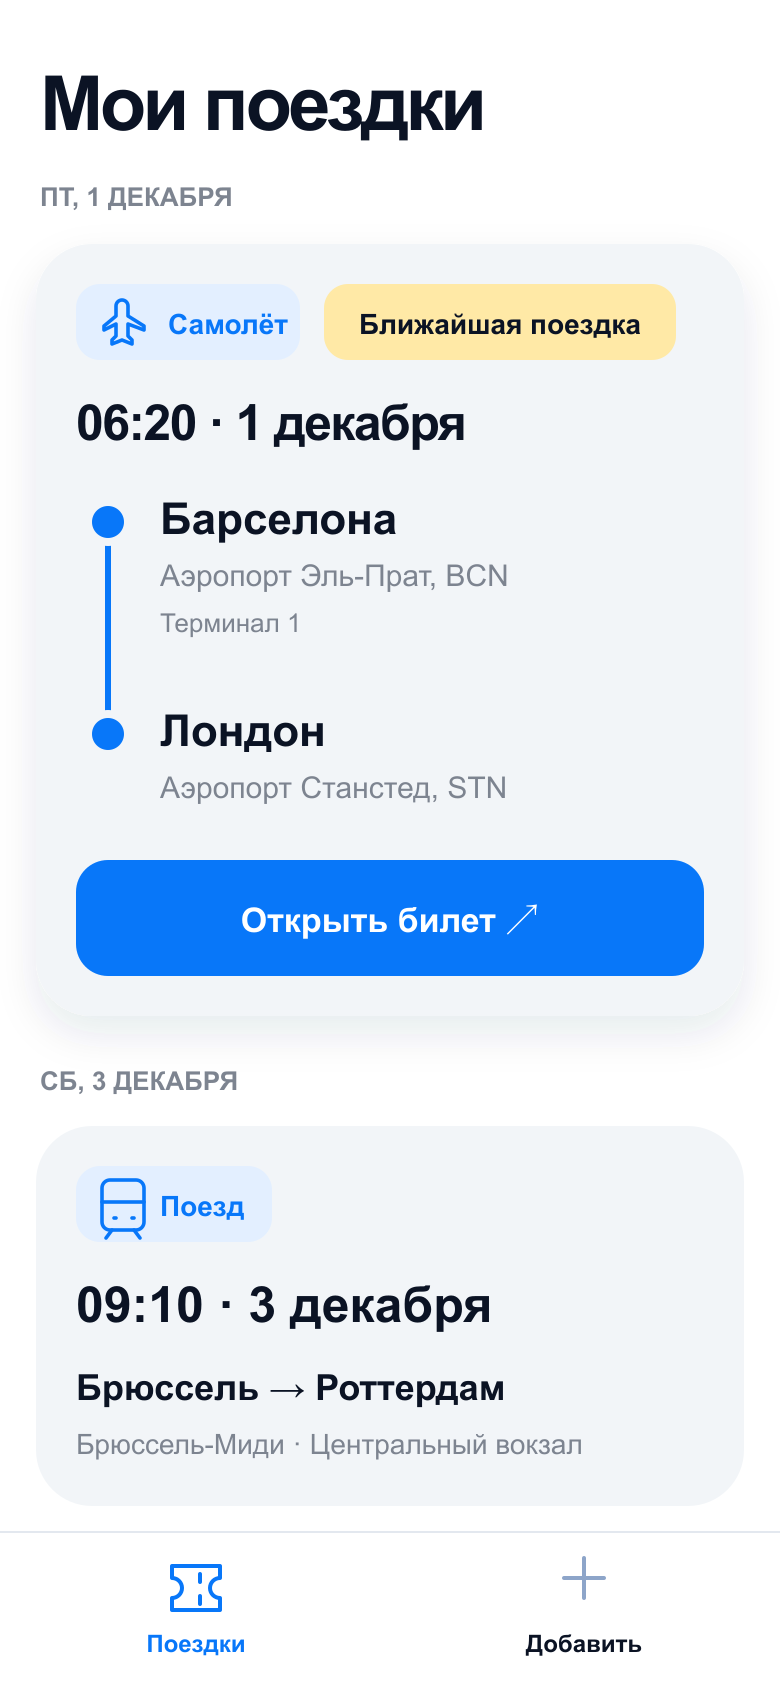 Мои поездки
ПТ, 1 ДЕКАБРЯ
Самолёт
Ближайшая поездка
06:20 · 1 декабря
Барселона
Аэропорт Эль-Прат, BCN
Терминал 1
Лондон
Аэропорт Станстед, STN
Открыть билет ↗
СБ, 3 ДЕКАБРЯ
Поезд
09:10 · 3 декабря
Брюссель → Роттердам
Брюссель-Миди · Центральный вокзал
Поездки
Добавить